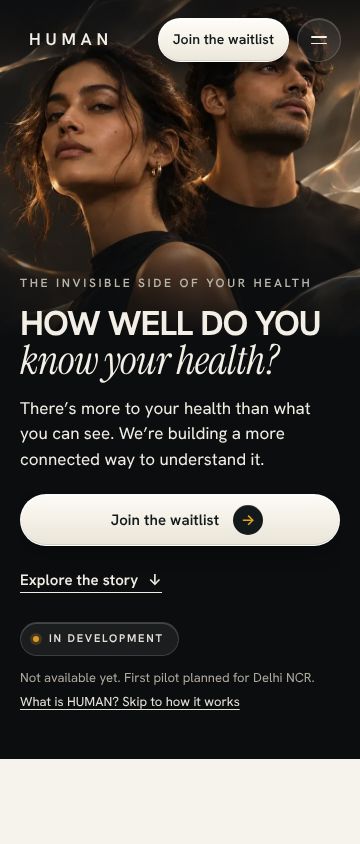 HUMAN
Join the waitlist
THE INVISIBLE SIDE OF YOUR HEALTH
HOW WELL DO YOU
know your health?
There’s more to your health than what
you can see. We’re building a more
connected way to understand it.
Join the waitlist →
Explore the story ↓
IN DEVELOPMENT
Not available yet. First pilot planned for Delhi NCR.
What is HUMAN? Skip to how it works